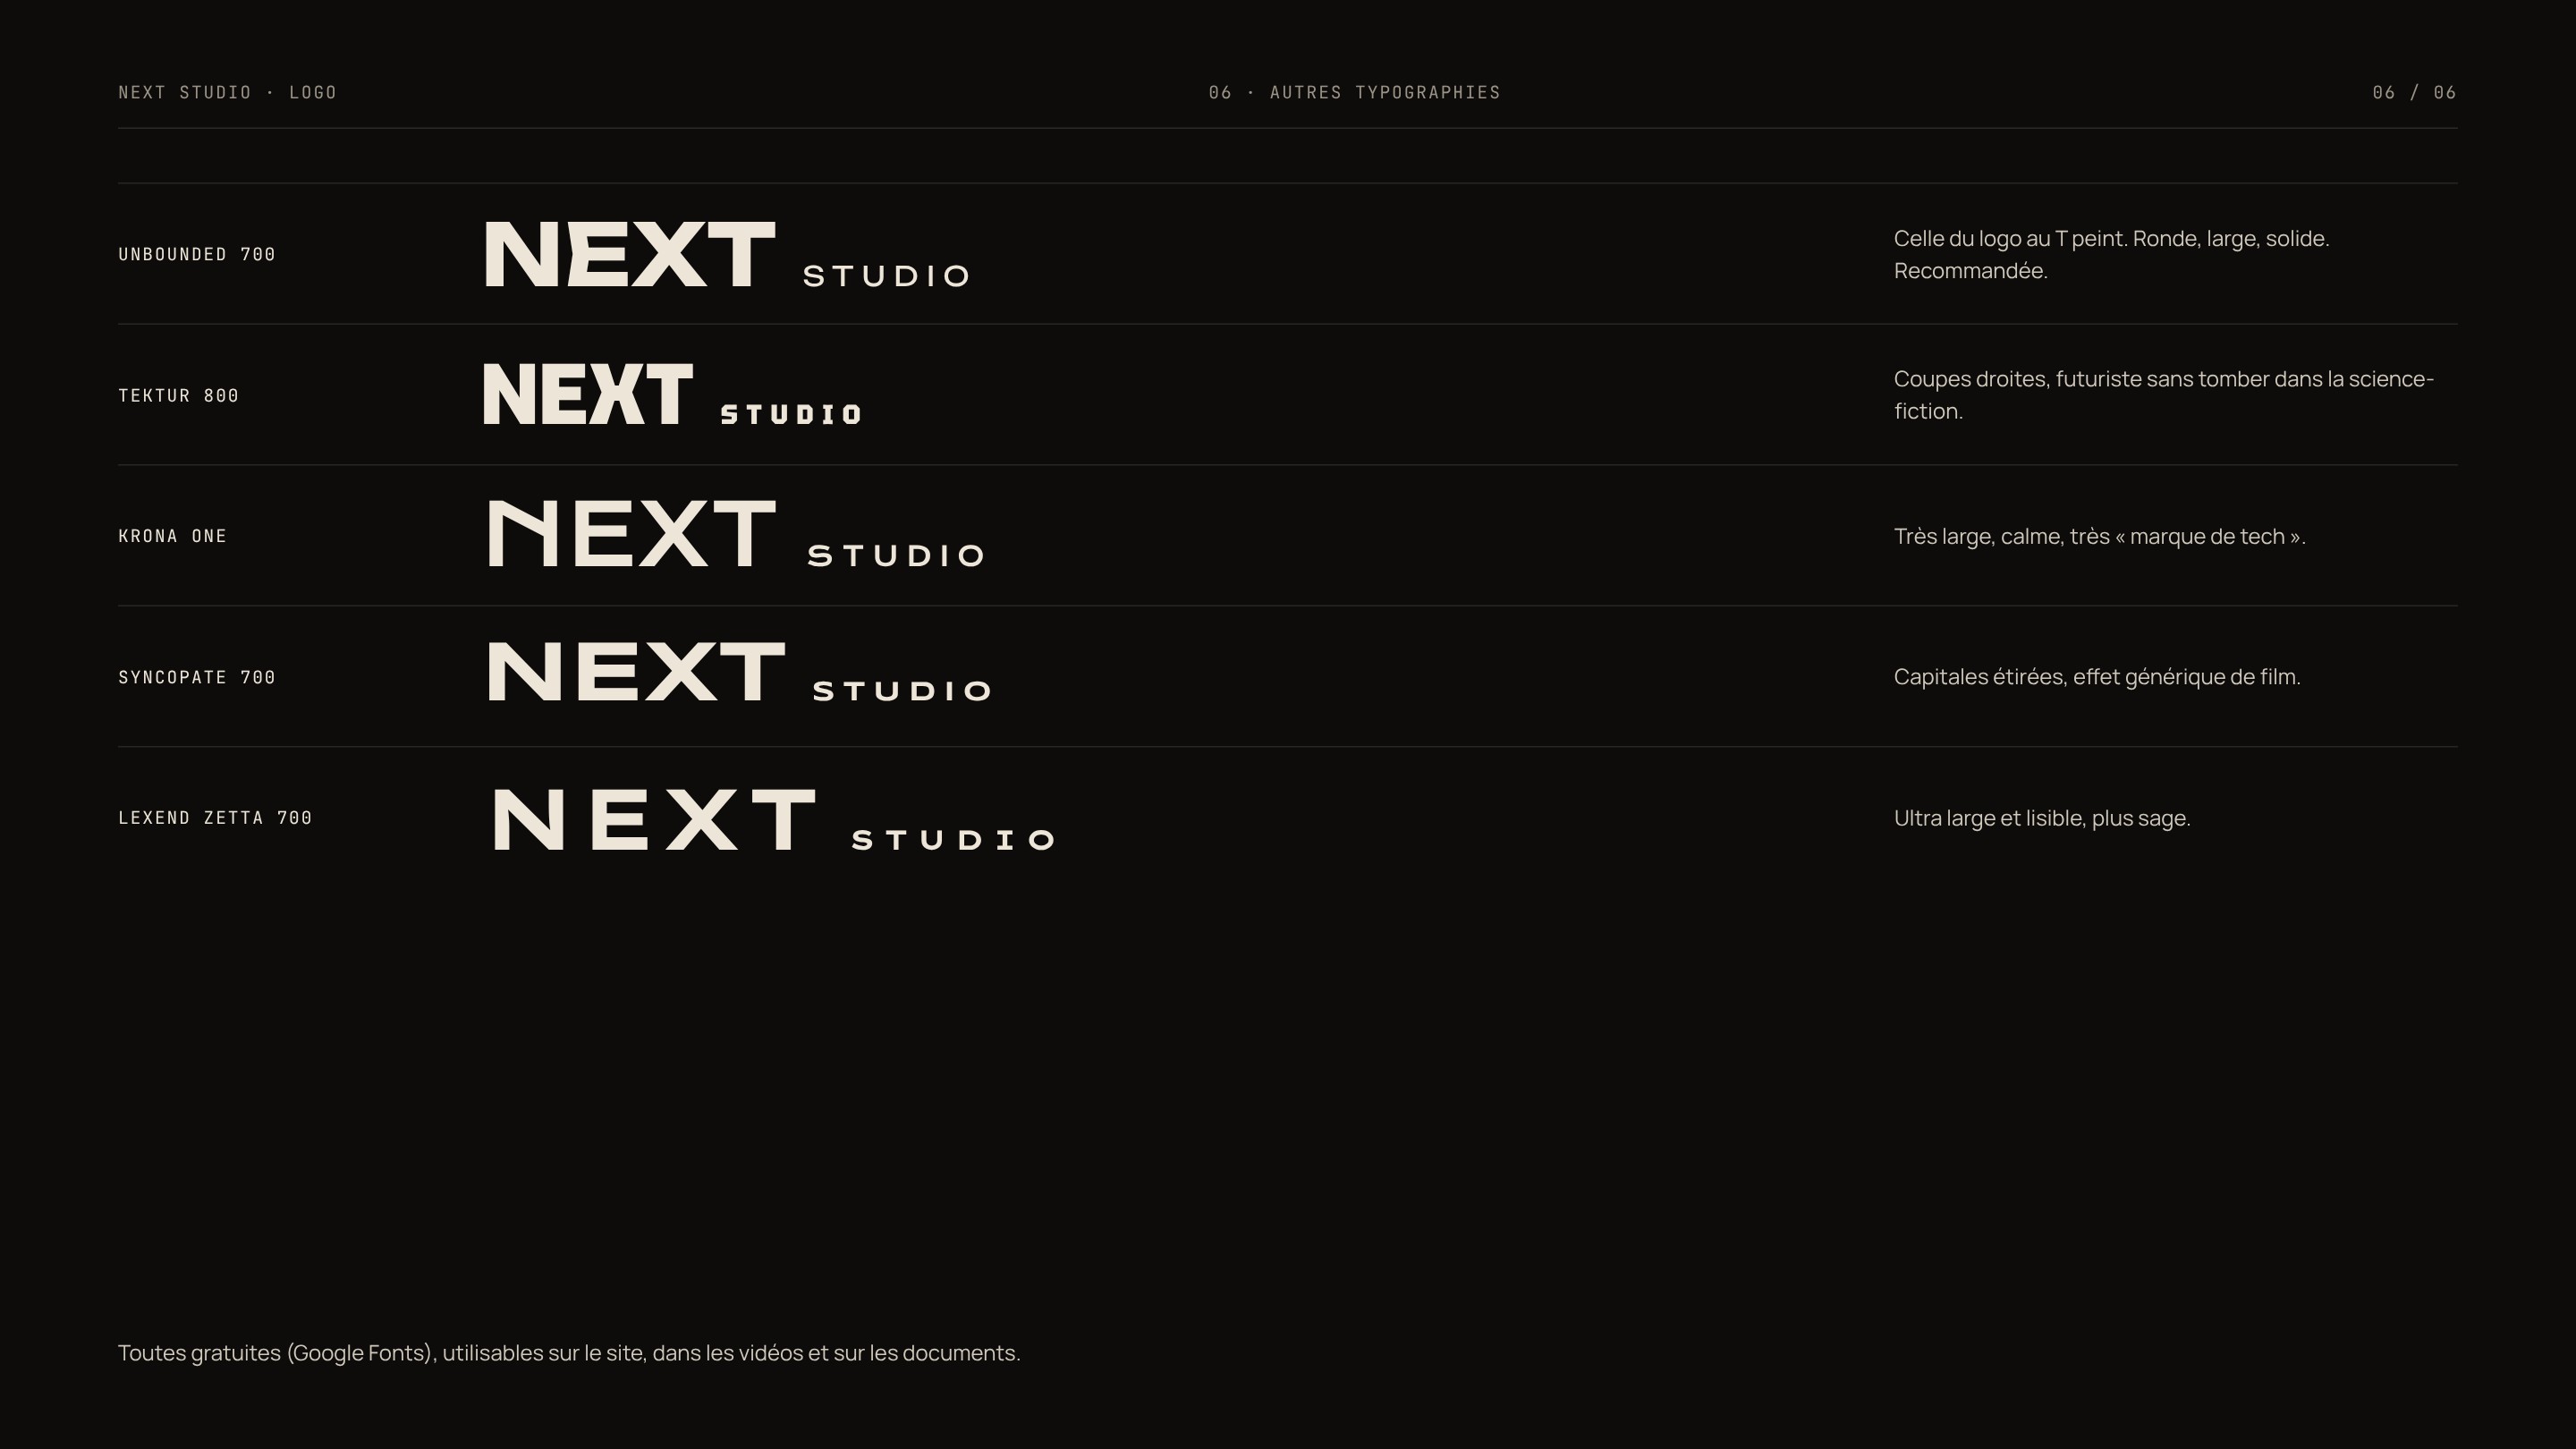 NEXT STUDIO · LOGO
06 · AUTRES TYPOGRAPHIES
06 / 06
UNBOUNDED 700
NEXT STUDIO
Celle du logo au T peint. Ronde, large, solide.
Recommandée.
TEKTUR 800
NEXT STUDIO
Coupes droites, futuriste sans tomber dans la science-
fiction.
KRONA ONE
NEXT STUDIO
Très large, calme, très « marque de tech ».
SYNCOPATE 700
NEXT STUDIO
Capitales étirées, effet générique de film.
LEXEND ZETTA 700
NEXT STUDIO
Ultra large et lisible, plus sage.
Toutes gratuites (Google Fonts), utilisables sur le site, dans les vidéos et sur les documents.